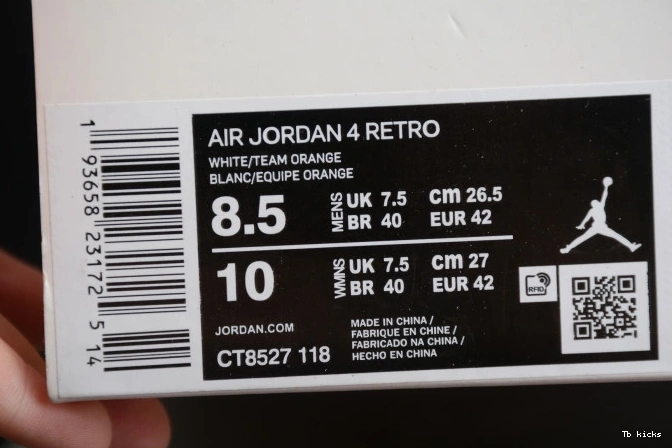 1 93658 23172 5 14
AIR JORDAN 4 RETRO
WHITE/TEAM ORANGE
BLANC/EQUIPE ORANGE
8.5 MENS UK 7.5 cm 26.5
BR 40 EUR 42
10 WMNS UK 7.5 cm 27
BR 40 EUR 42
RFID
JORDAN.COM
CT8527 118
MADE IN CHINA /
FABRIQUE EN CHINE /
FABRICADO NA CHINA /
HECHO EN CHINA
Tb kicks